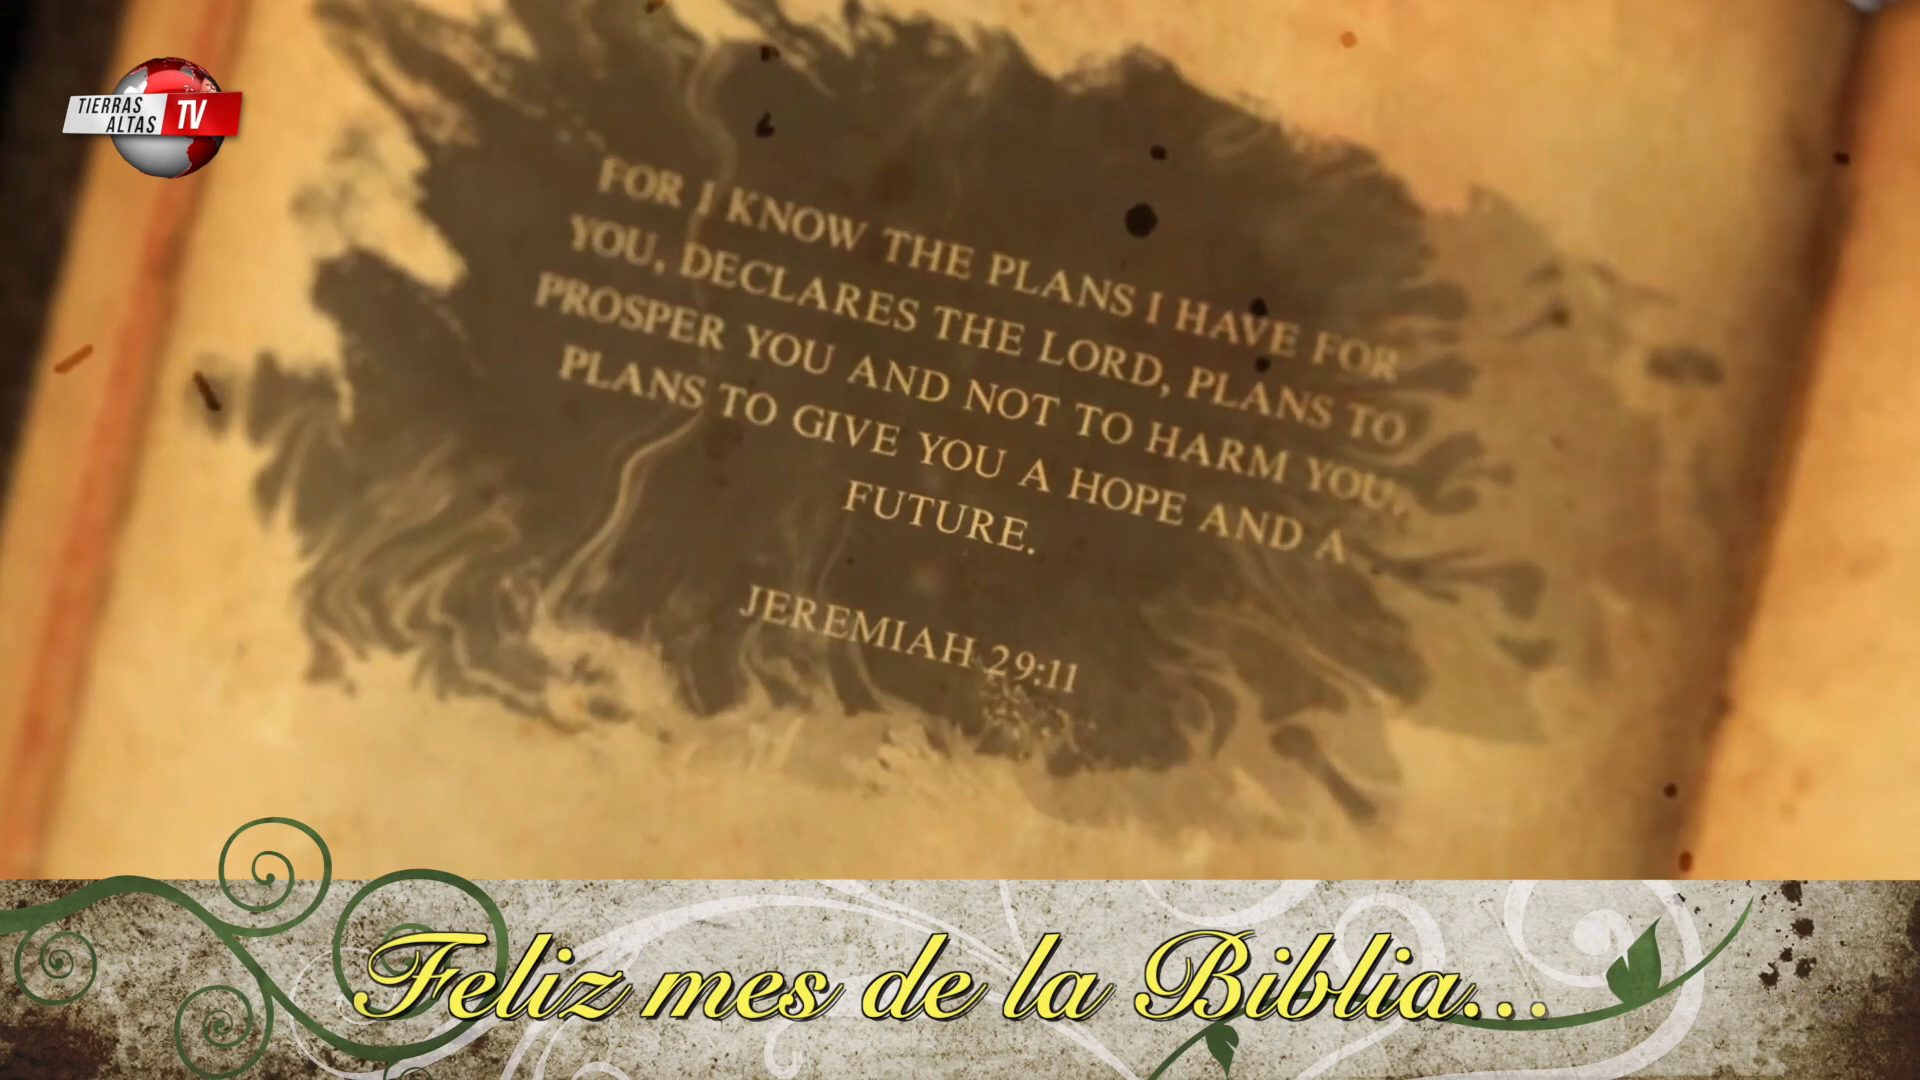 TIERRAS
ALTAS
TV
FOR I KNOW THE PLANS I HAVE FOR
YOU, DECLARES THE LORD, PLANS TO
PROSPER YOU AND NOT TO HARM YOU,
PLANS TO GIVE YOU A HOPE AND A
FUTURE.
JEREMIAH 29:11
Feliz mes de la Biblia...